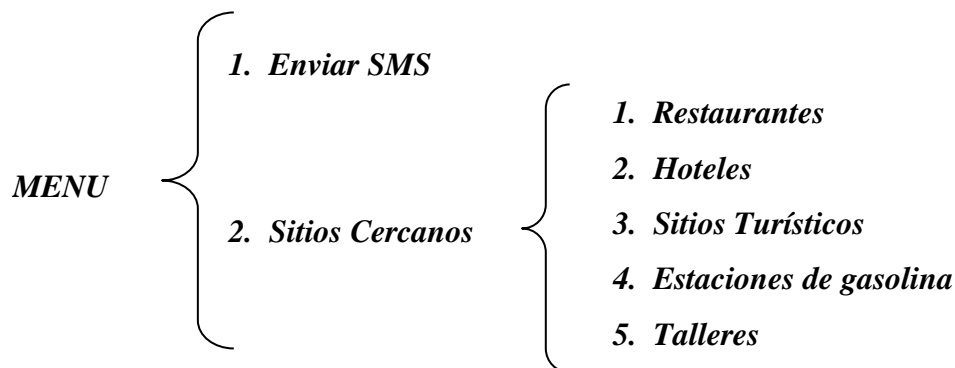 MENU
1. Enviar SMS
2. Sitios Cercanos
1. Restaurantes
2. Hoteles
3. Sitios Turísticos
4. Estaciones de gasolina
5. Talleres